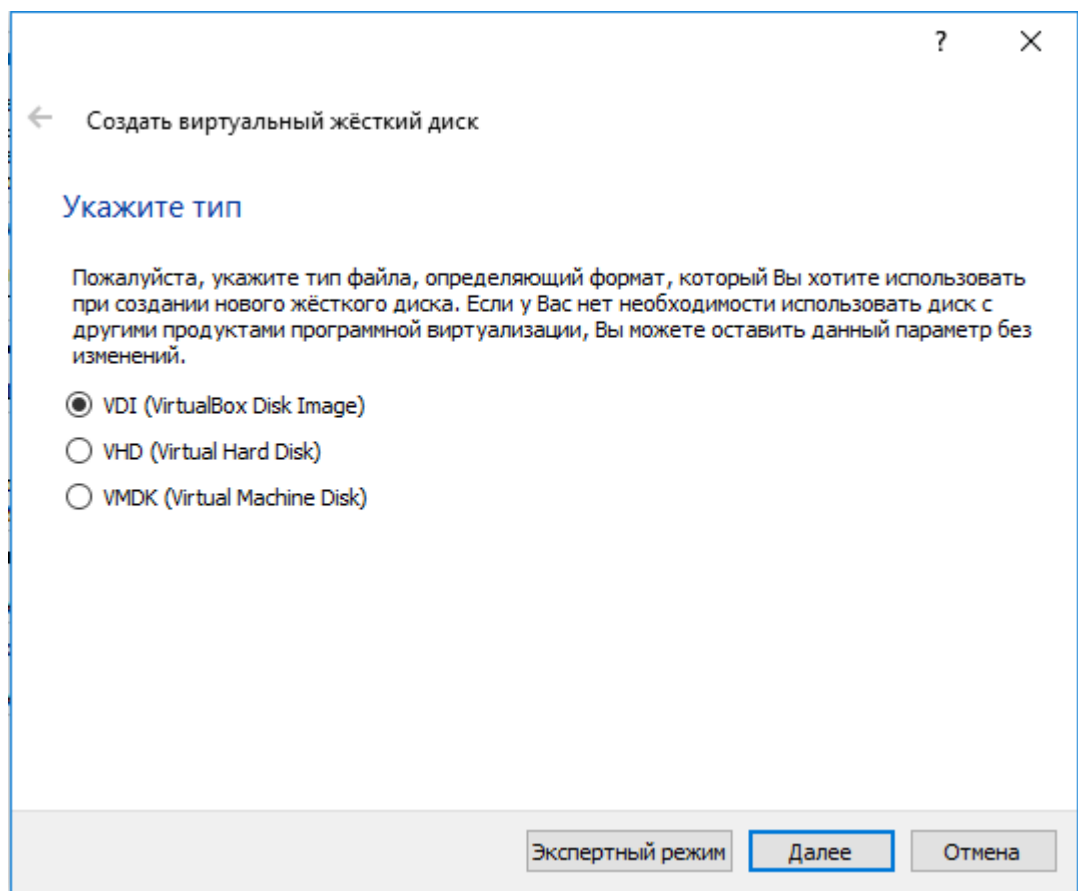 ?
Создать виртуальный жёсткий диск
Укажите тип
Пожалуйста, укажите тип файла, определяющий формат, который Вы хотите использовать
при создании нового жёсткого диска. Если у Вас нет необходимости использовать диск с
другими продуктами программной виртуализации, Вы можете оставить данный параметр без
изменений.
VDI (VirtualBox Disk Image)
VHD (Virtual Hard Disk)
VMDK (Virtual Machine Disk)
Экспертный режим Далее Отмена